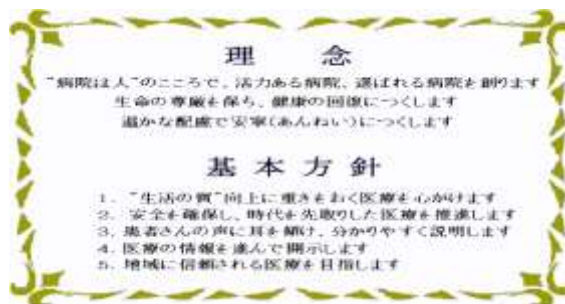 理 念
"病院は人"のこころで、活力ある病院、選ばれる病院を創ります
生命の尊厳を保ち、健康の回復につくします
温かな配慮で安寧(あんねい)につくします
基 本 方 針
1. "生活の質"向上に重きをおく医療を心がけます
2. 安全を確保し、時代を先取りした医療を推進します
3. 患者さんの声に耳を傾け、分かりやすく説明します
4. 医療の情報を進んで開示します
5. 地域に信頼される医療を目指します